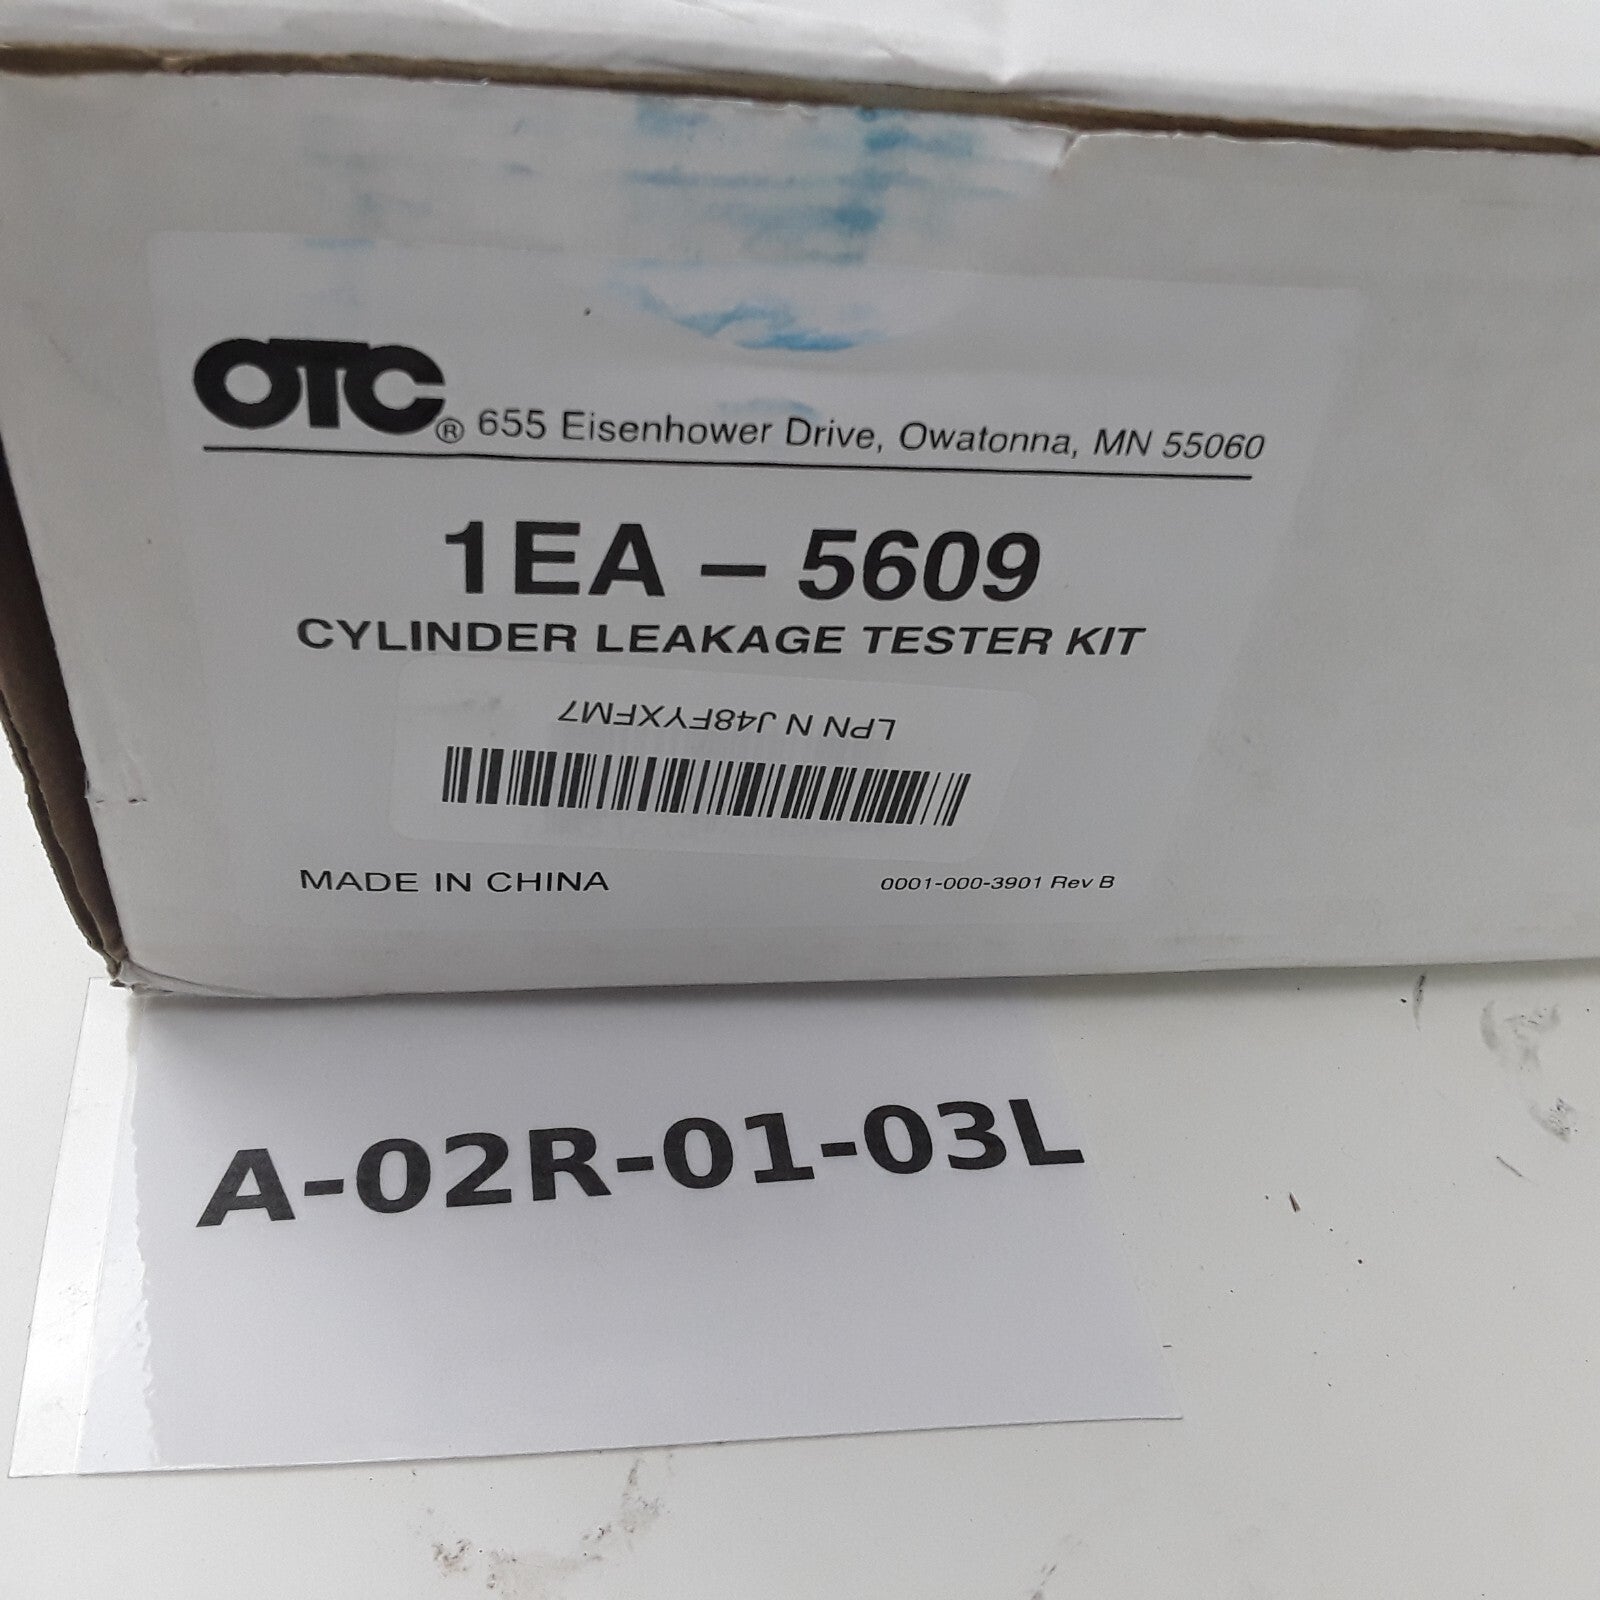 OTC® 655 Eisenhower Drive, Owatonna, MN 55060
1EA – 5609
CYLINDER LEAKAGE TESTER KIT
LPN N J48FYXFM7
MADE IN CHINA 0001-000-3901 Rev B
A-02R-01-03L